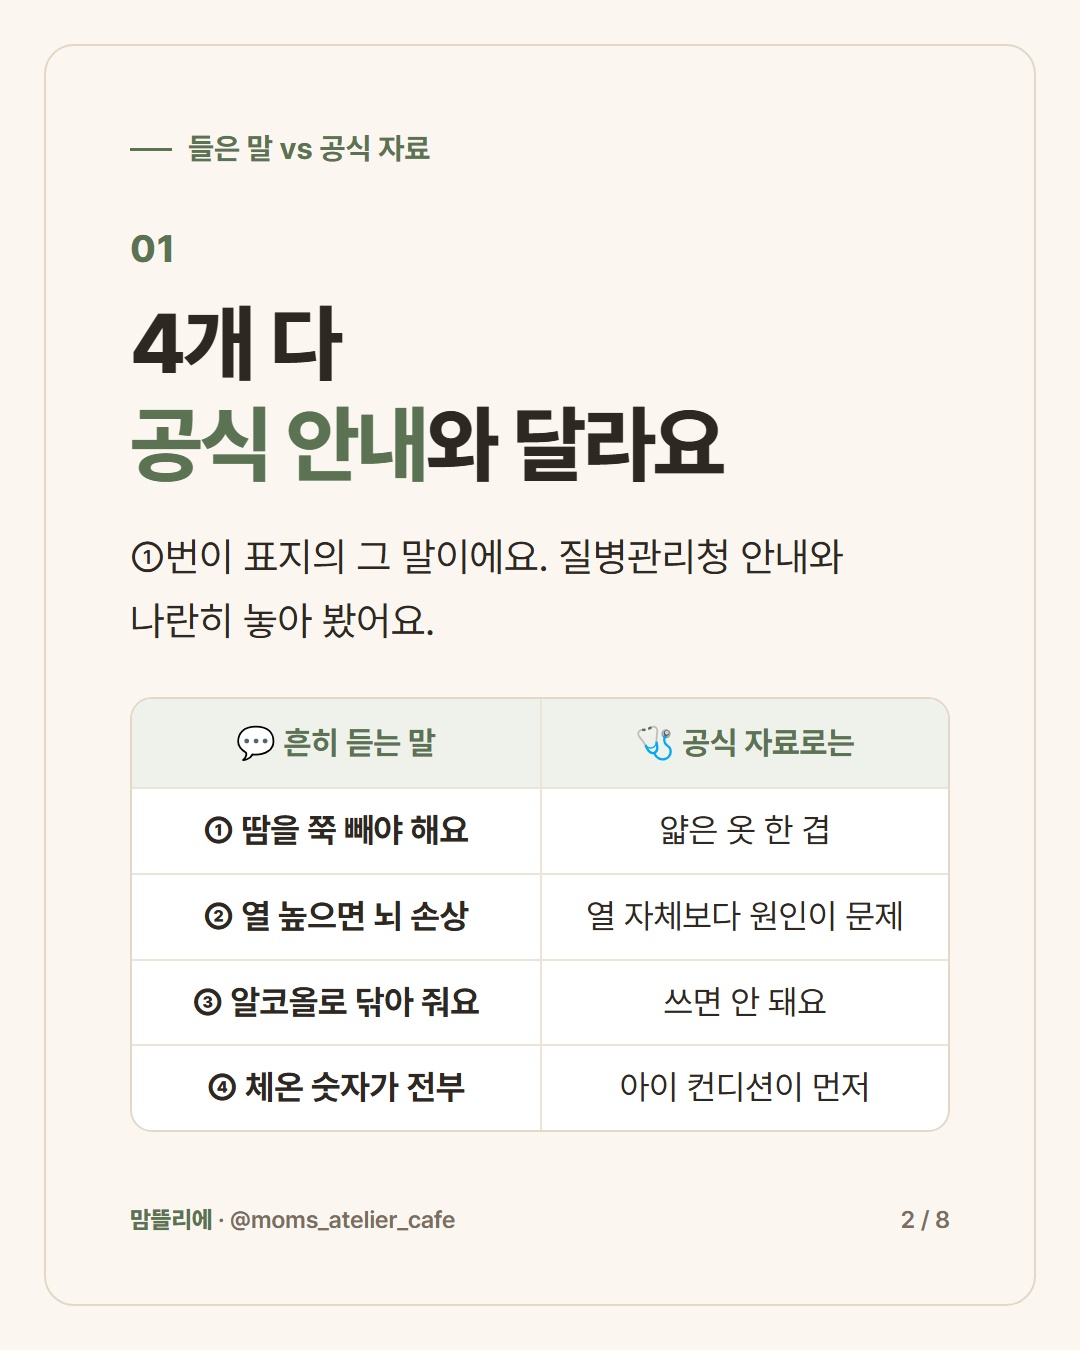 들은 말 vs 공식 자료
01
4개 다
공식 안내와 달라요
①번이 표지의 그 말이에요. 질병관리청 안내와
나란히 놓아 봤어요.
💬 흔히 듣는 말
🩺 공식 자료로는
① 땀을 쭉 빼야 해요
얇은 옷 한 겹
② 열 높으면 뇌 손상
열 자체보다 원인이 문제
③ 알코올로 닦아 줘요
쓰면 안 돼요
④ 체온 숫자가 전부
아이 컨디션이 먼저
맘뜰리에 · @moms_atelier_cafe
2 / 8